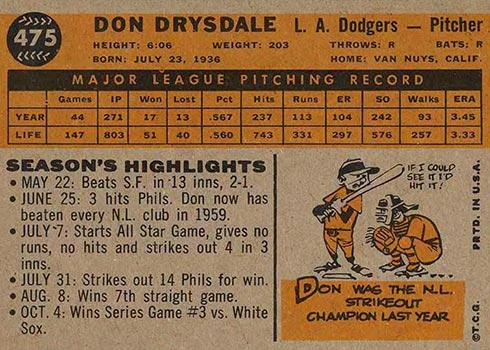 475
DON DRYSDALE L. A. Dodgers — Pitcher
HEIGHT: 6:06 WEIGHT: 203 THROWS: R BATS: R
BORN: JULY 23, 1936 HOME: VAN NUYS, CALIF.
MAJOR LEAGUE PITCHING RECORD
Games IP Won Lost Pct Hits Runs ER SO Walks ERA
YEAR 44 271 17 13 .567 237 113 104 242 93 3.45
LIFE 147 803 51 40 .560 743 331 297 576 257 3.33
SEASON'S HIGHLIGHTS
• MAY 22: Beats S.F. in 13 inns, 2-1.
• JUNE 25: 3 hits Phils. Don now has
beaten every N.L. club in 1959.
• JULY 7: Starts All Star Game, gives no
runs, no hits and strikes out 4 in 3
inns.
• JULY 31: Strikes out 14 Phils for win.
• AUG. 8: Wins 7th straight game.
• OCT. 4: Wins Series Game #3 vs. White
Sox.
IF I COULD
SEE IT I'D
HIT IT!
DON WAS THE N.L.
STRIKEOUT
CHAMPION LAST YEAR
©T.C.G. PRTD. IN U.S.A.